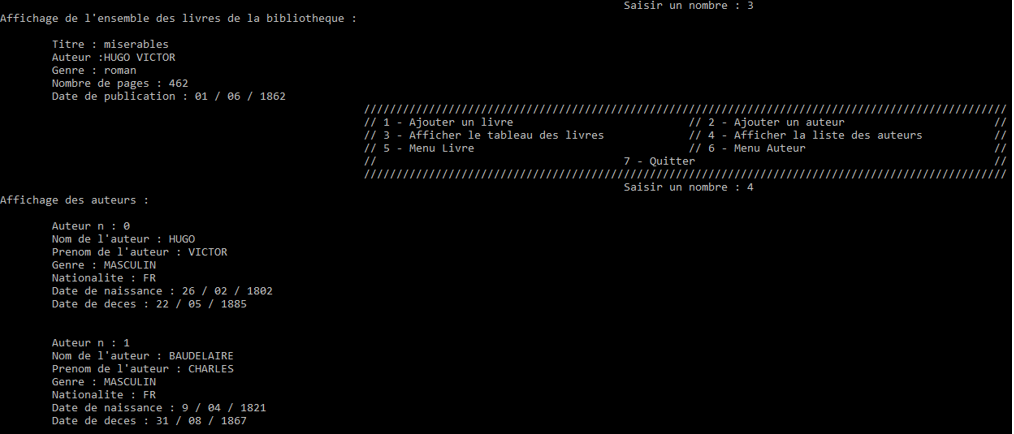 Saisir un nombre : 3
Affichage de l'ensemble des livres de la bibliotheque :
Titre : miserables
Auteur :HUGO VICTOR
Genre : roman
Nombre de pages : 462
Date de publication : 01 / 06 / 1862
///////////////////////////////////////////////////////////////////////////////////////////////////
// 1 - Ajouter un livre // 2 - Ajouter un auteur //
// 3 - Afficher le tableau des livres // 4 - Afficher la liste des auteurs //
// 5 - Menu Livre // 6 - Menu Auteur //
// 7 - Quitter //
///////////////////////////////////////////////////////////////////////////////////////////////////
Saisir un nombre : 4
Affichage des auteurs :
Auteur n : 0
Nom de l'auteur : HUGO
Prenom de l'auteur : VICTOR
Genre : MASCULIN
Nationalite : FR
Date de naissance : 26 / 02 / 1802
Date de deces : 22 / 05 / 1885
Auteur n : 1
Nom de l'auteur : BAUDELAIRE
Prenom de l'auteur : CHARLES
Genre : MASCULIN
Nationalite : FR
Date de naissance : 9 / 04 / 1821
Date de deces : 31 / 08 / 1867